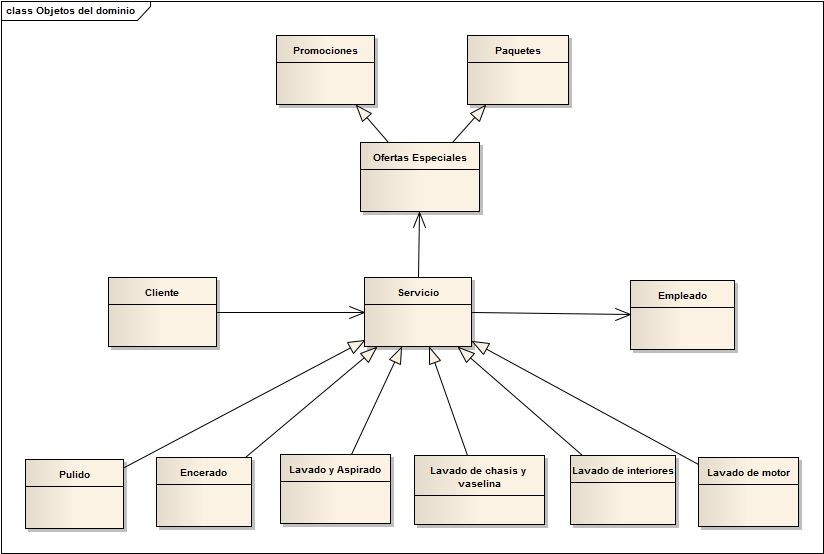 class Objetos del dominio
Promociones
Paquetes
Ofertas Especiales
Cliente
Servicio
Empleado
Pulido
Encerado
Lavado y Aspirado
Lavado de chasis y
vaselina
Lavado de interiores
Lavado de motor